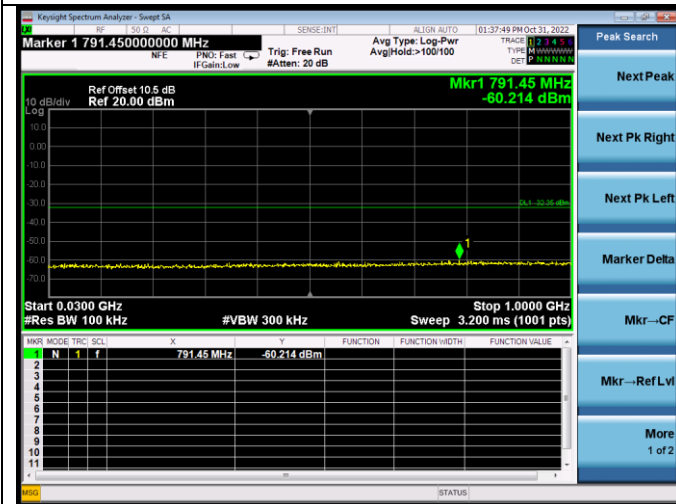 Keysight Spectrum Analyzer - Swept SA
RF 50 Ω AC SENSE:INT ALIGN AUTO 01:37:49 PM Oct 31, 2022
Marker 1 791.450000000 MHz
NFE PNO: Fast IFGain:Low
Trig: Free Run #Atten: 20 dB
Avg Type: Log-Pwr Avg|Hold:>100/100
TRACE 1 2 3 4 5 6
TYPE M WWWWW
DET P N N N N N
Peak Search
Next Peak
Next Pk Right
Next Pk Left
Marker Delta
Mkr→CF
Mkr→Ref Lvl
More
1 of 2
Mkr1 791.45 MHz
-60.214 dBm
Ref Offset 10.5 dB
10 dB/div Ref 20.00 dBm
Log
10.0
0.00
-10.0
-20.0
-30.0
DL1 -32.35 dBm
-40.0
-50.0
1
-60.0
-70.0
Start 0.0300 GHz Stop 1.0000 GHz
#Res BW 100 kHz #VBW 300 kHz Sweep 3.200 ms (1001 pts)
MKR MODE TRC SCL X Y FUNCTION FUNCTION WIDTH FUNCTION VALUE
1 N 1 f 791.45 MHz -60.214 dBm
2
3
4
5
6
7
8
9
10
11
MSG STATUS